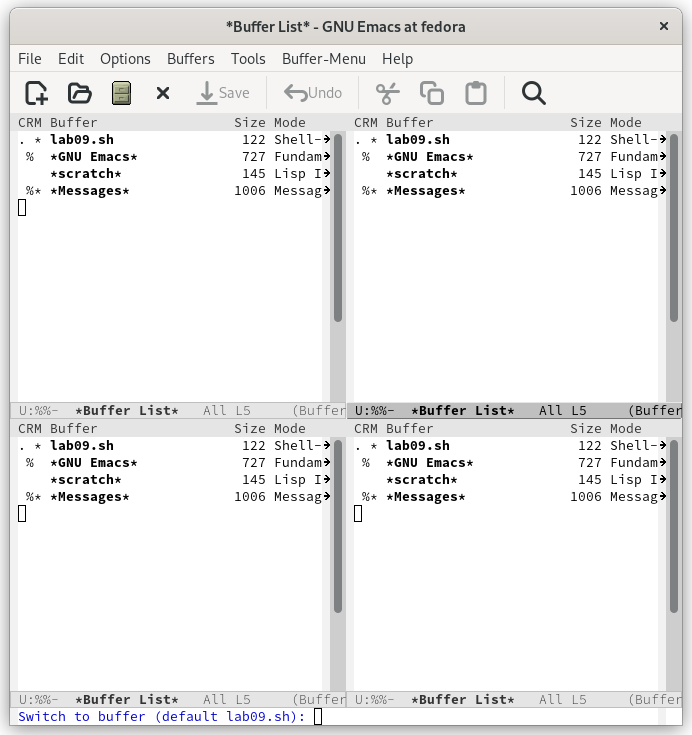 *Buffer List* - GNU Emacs at fedora ×
File Edit Options Buffers Tools Buffer-Menu Help
Save Undo
CRM Buffer Size Mode
. * lab09.sh 122 Shell-
% *GNU Emacs* 727 Fundam
*scratch* 145 Lisp I
%* *Messages* 1006 Messag
U:%%- *Buffer List* All L5 (Buffer
CRM Buffer Size Mode
. * lab09.sh 122 Shell-
% *GNU Emacs* 727 Fundam
*scratch* 145 Lisp I
%* *Messages* 1006 Messag
U:%%- *Buffer List* All L5 (Buffer
CRM Buffer Size Mode
. * lab09.sh 122 Shell-
% *GNU Emacs* 727 Fundam
*scratch* 145 Lisp I
%* *Messages* 1006 Messag
U:%%- *Buffer List* All L5 (Buffer
CRM Buffer Size Mode
. * lab09.sh 122 Shell-
% *GNU Emacs* 727 Fundam
*scratch* 145 Lisp I
%* *Messages* 1006 Messag
U:%%- *Buffer List* All L5 (Buffer
Switch to buffer (default lab09.sh):